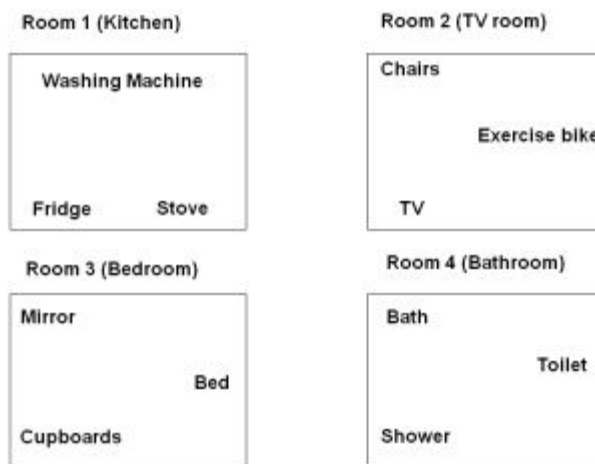 Room 1 (Kitchen)
Washing Machine
Fridge Stove
Room 2 (TV room)
Chairs
Exercise bike
TV
Room 3 (Bedroom)
Mirror
Bed
Cupboards
Room 4 (Bathroom)
Bath
Toilet
Shower